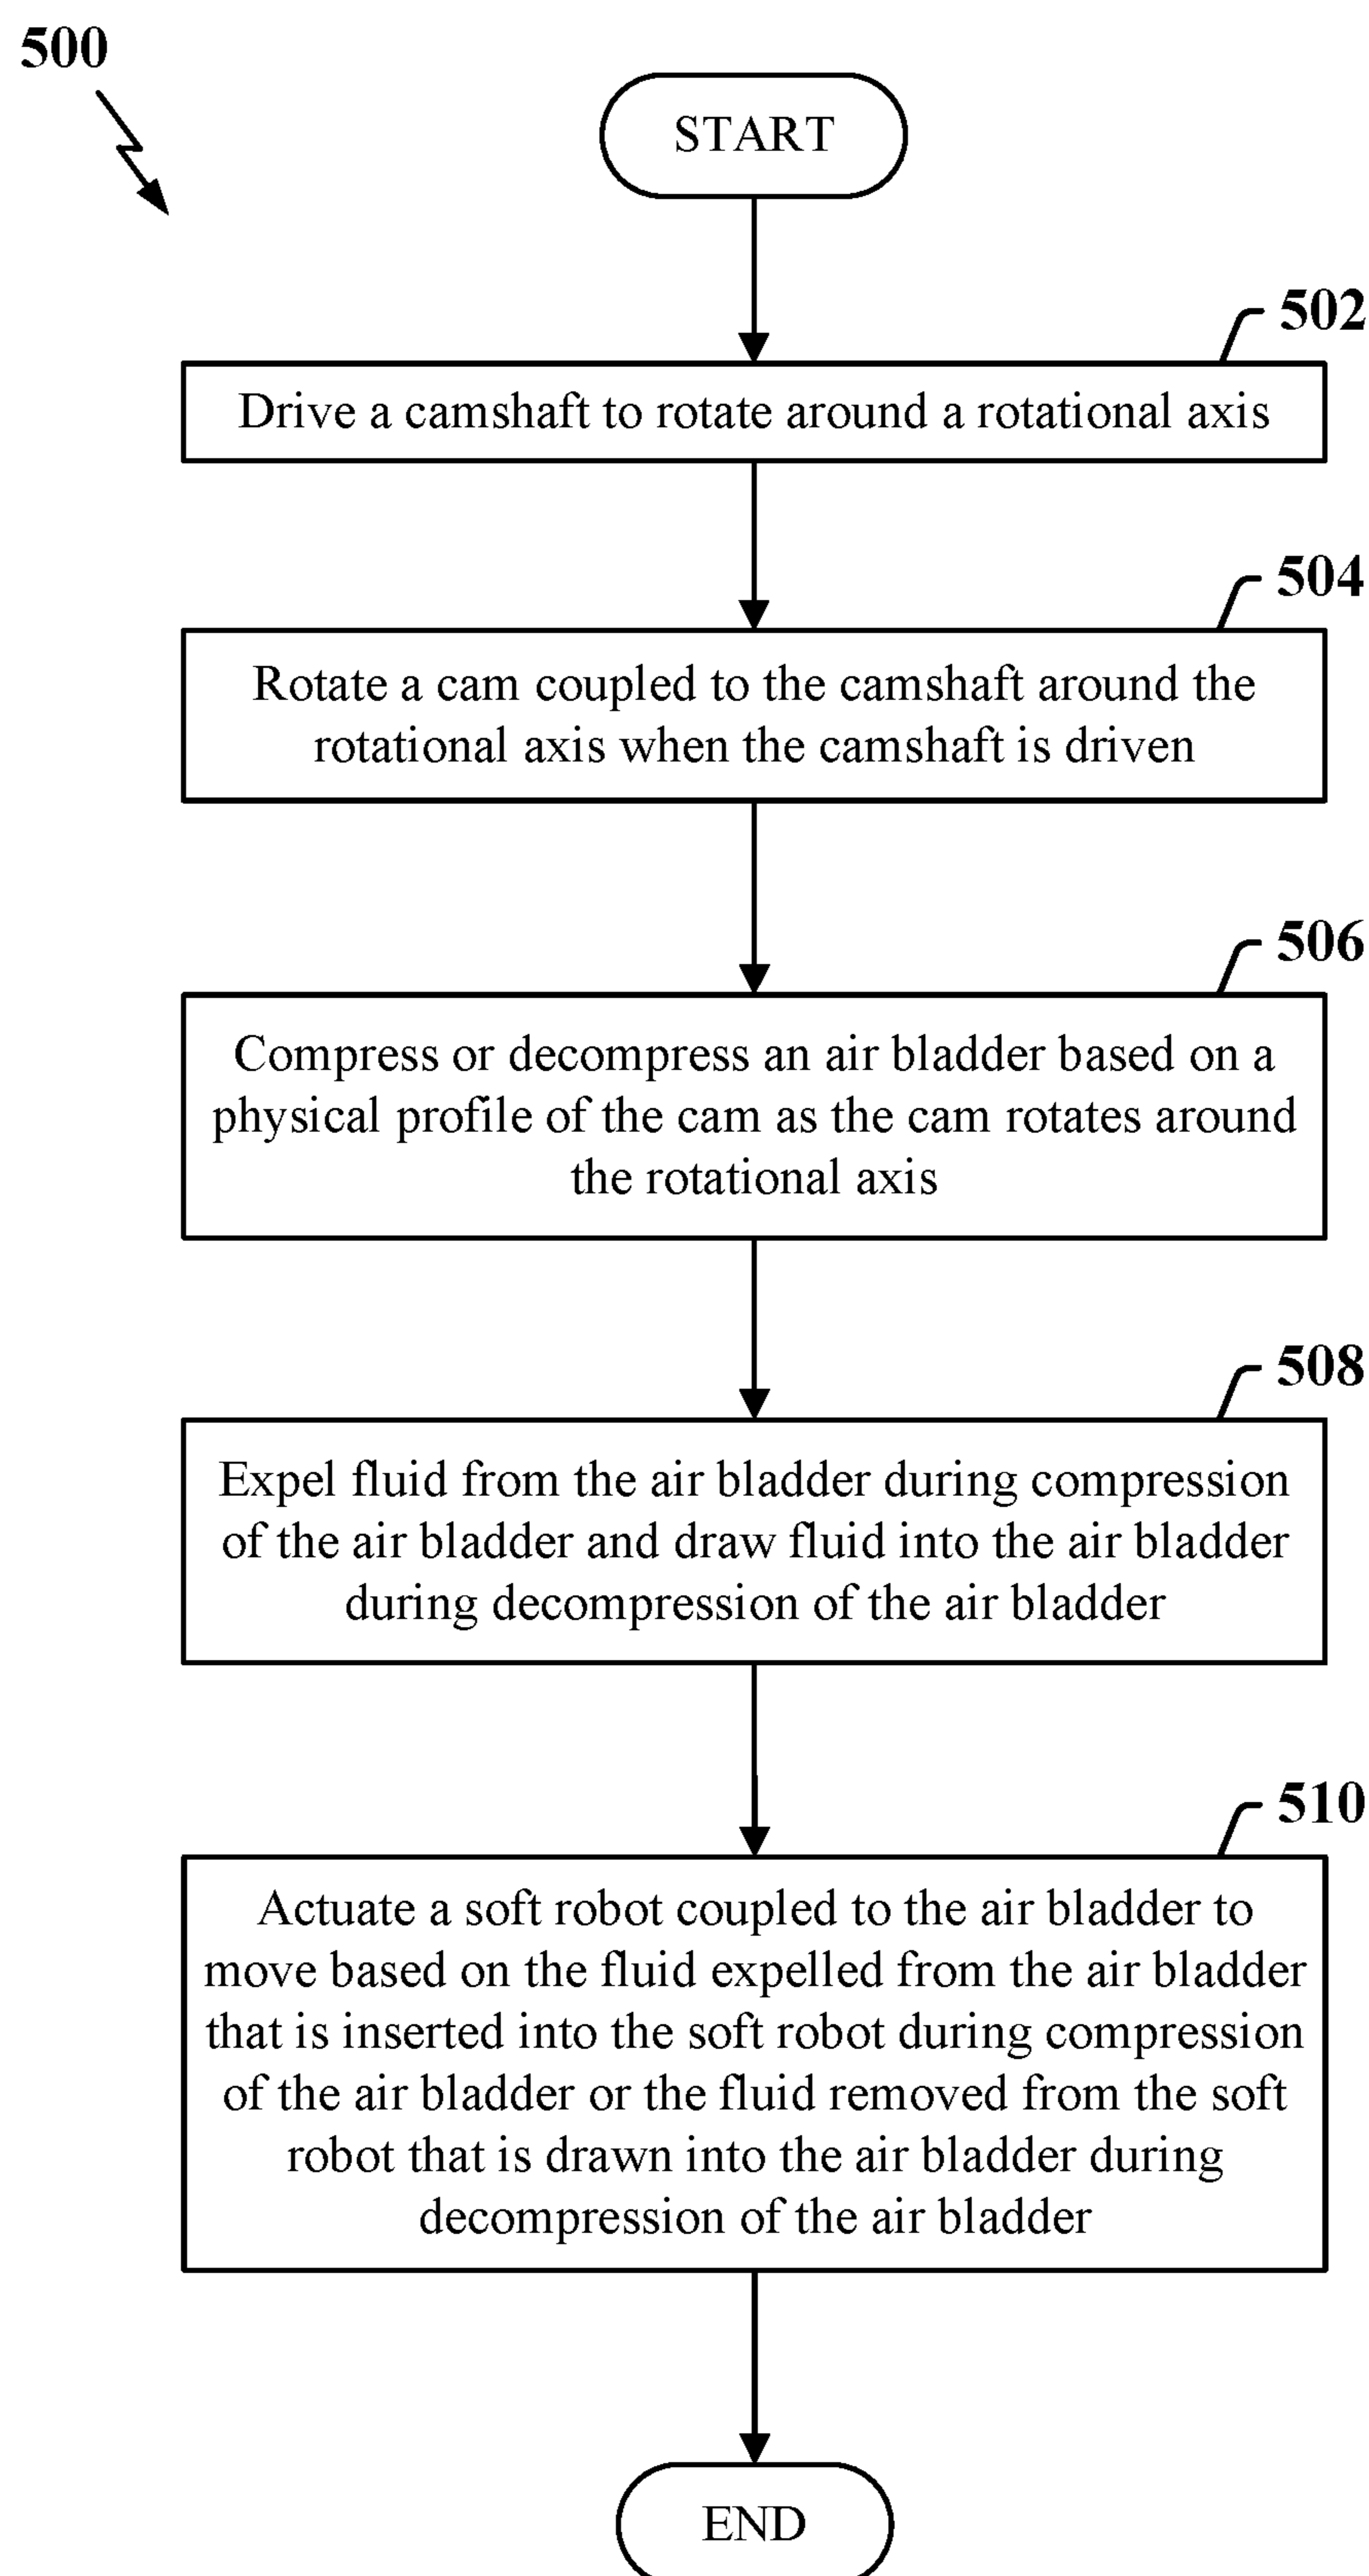 500
START
502
Drive a camshaft to rotate around a rotational axis
504
Rotate a cam coupled to the camshaft around the
rotational axis when the camshaft is driven
506
Compress or decompress an air bladder based on a
physical profile of the cam as the cam rotates around
the rotational axis
508
Expel fluid from the air bladder during compression
of the air bladder and draw fluid into the air bladder
during decompression of the air bladder
510
Actuate a soft robot coupled to the air bladder to
move based on the fluid expelled from the air bladder
that is inserted into the soft robot during compression
of the air bladder or the fluid removed from the soft
robot that is drawn into the air bladder during
decompression of the air bladder
END